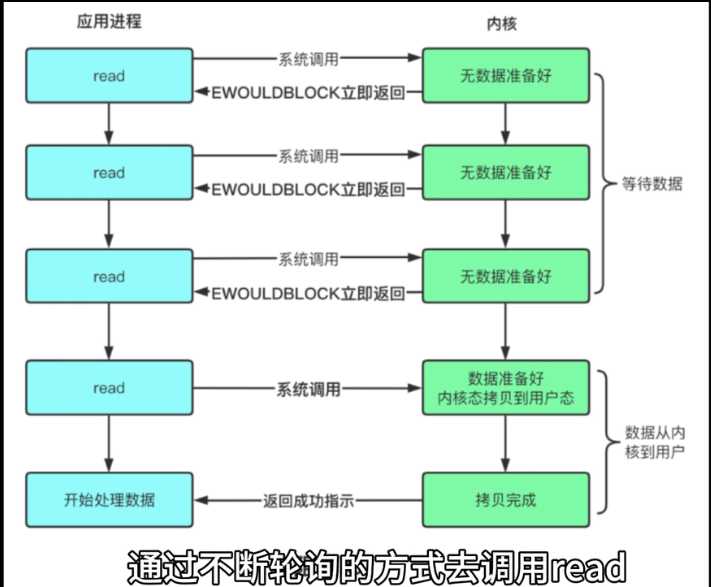 应用进程
内核
read
系统调用
无数据准备好
EWOULDBLOCK立即返回
read
系统调用
无数据准备好
EWOULDBLOCK立即返回
等待数据
read
系统调用
无数据准备好
EWOULDBLOCK立即返回
read
系统调用
数据准备好
内核态拷贝到用户态
数据从内
核到用户
开始处理数据
返回成功指示
拷贝完成
通过不断轮询的方式去调用read